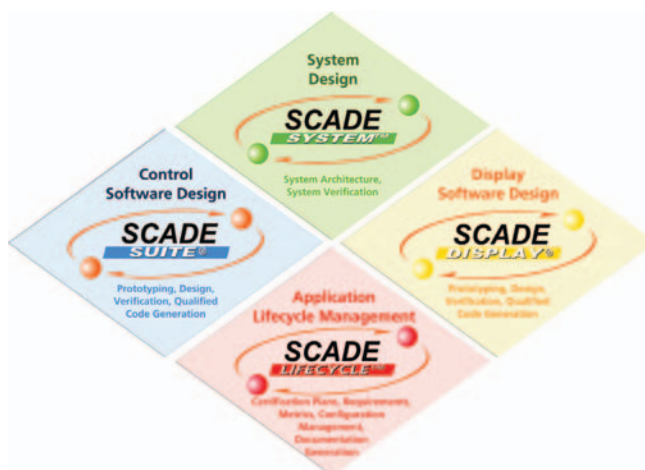 System
Design
SCADE
SYSTEM™
System Architecture,
System Verification
Control
Software Design
SCADE
SUITE®
Prototyping, Design,
Verification, Qualified
Code Generation
Display
Software Design
SCADE
DISPLAY®
Prototyping, Design,
Verification, Qualified
Code Generation
Application
Lifecycle Management
SCADE
LIFECYCLE™
Certification Plans, Requirements,
Metrics, Configuration
Management,
Documentation
Generation